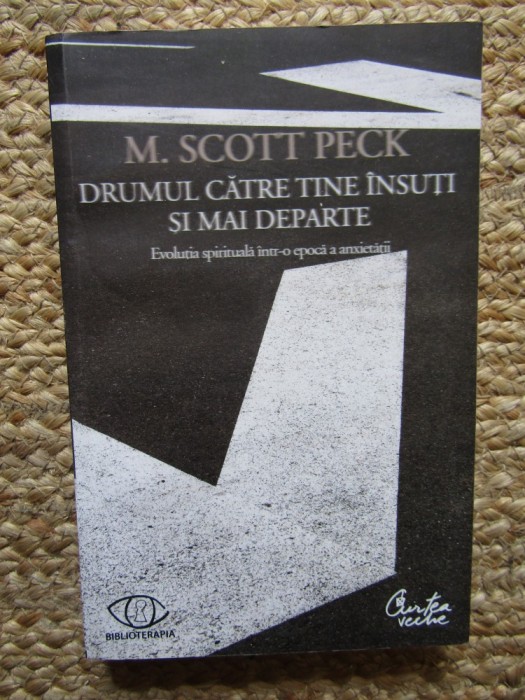 M. SCOTT PECK
DRUMUL CĂTRE TINE ÎNSUȚI
ȘI MAI DEPARTE
Evoluția spirituală într-o epocă a anxietății
BIBLIOTERAPIA
Curtea
veche